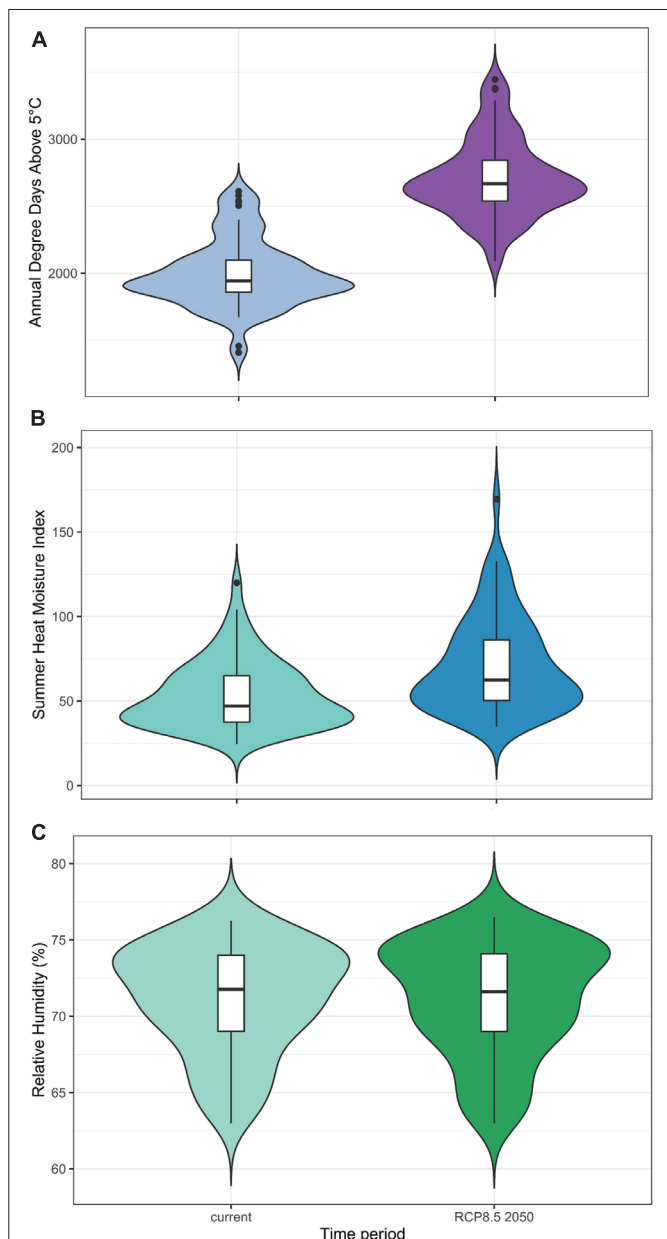 A
Annual Degree Days Above 5°C
3000
2000
B
Summer Heat Moisture Index
200
150
100
50
0
C
Relative Humidity (%)
80
75
70
65
60
current
RCP8.5 2050
Time period